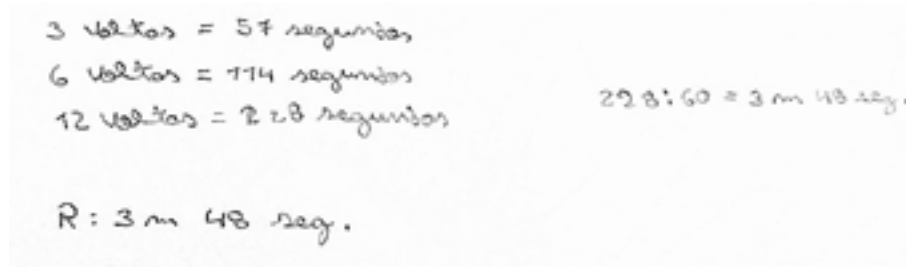 3 voltas = 57 segundos
6 voltas = 114 segundos
12 voltas = 228 segundos
228:60 = 3 m 48 seg.
R: 3 m 48 seg.